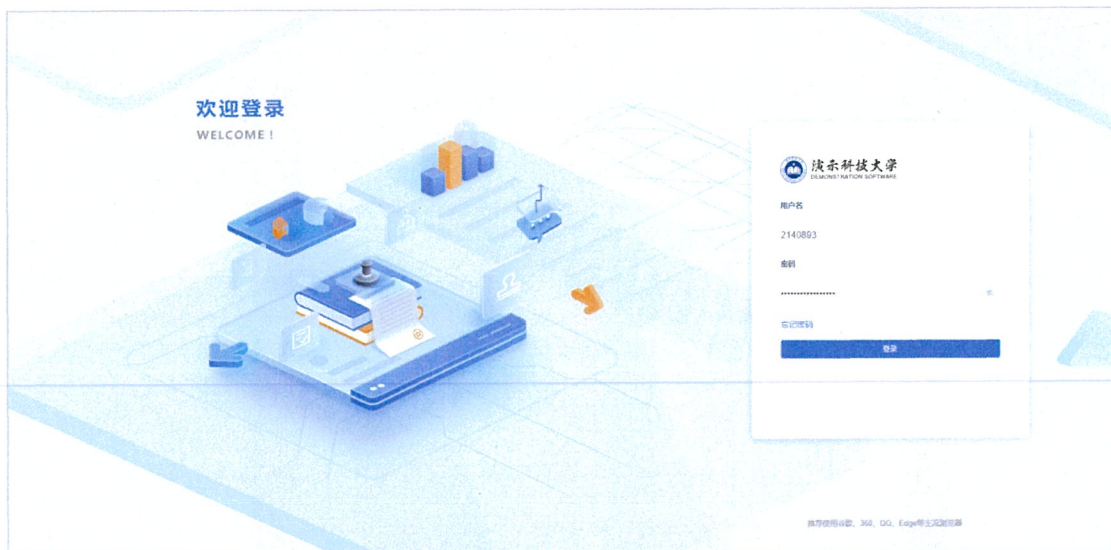 欢迎登录
WELCOME！
演示科技大学
DEMONSTRATION SOFTWARE
用户名
2140893
密码
•••••••••••••••••
忘记密码
登录
推荐使用谷歌、360、QQ、Edge等主流浏览器